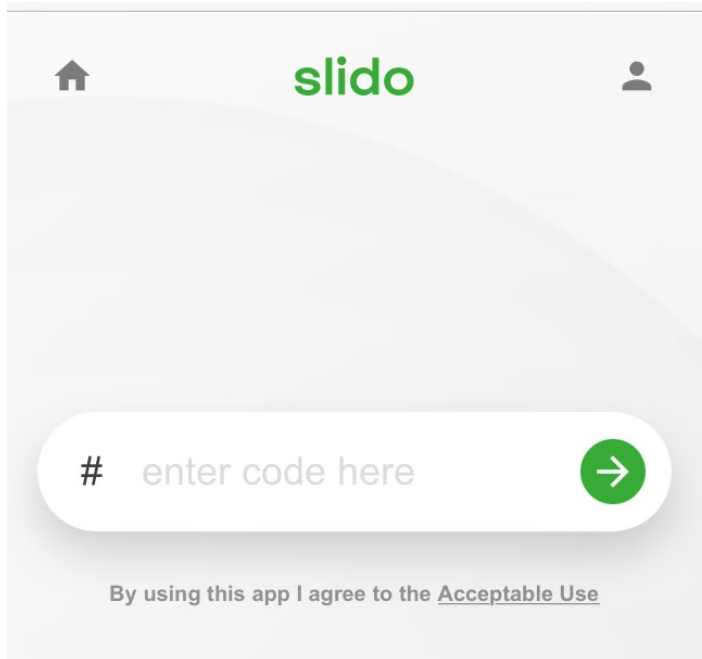 slido
# enter code here
By using this app I agree to the Acceptable Use